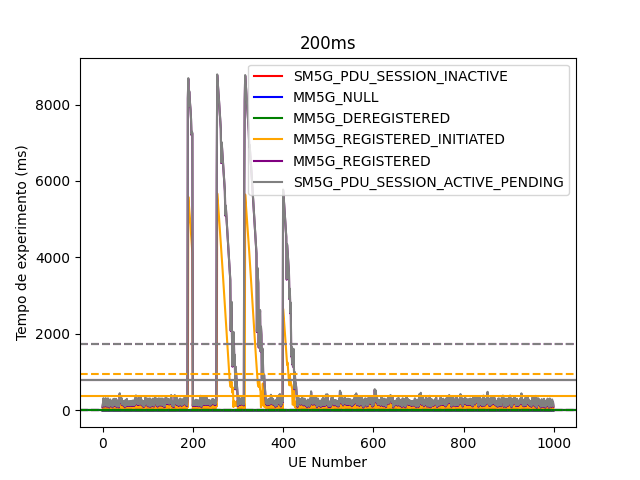 200ms
SM5G_PDU_SESSION_INACTIVE
MM5G_NULL
MM5G_DEREGISTERED
MM5G_REGISTERED_INITIATED
MM5G_REGISTERED
SM5G_PDU_SESSION_ACTIVE_PENDING
Tempo de experimento (ms)
8000
6000
4000
2000
0
0 200 400 600 800 1000
UE Number